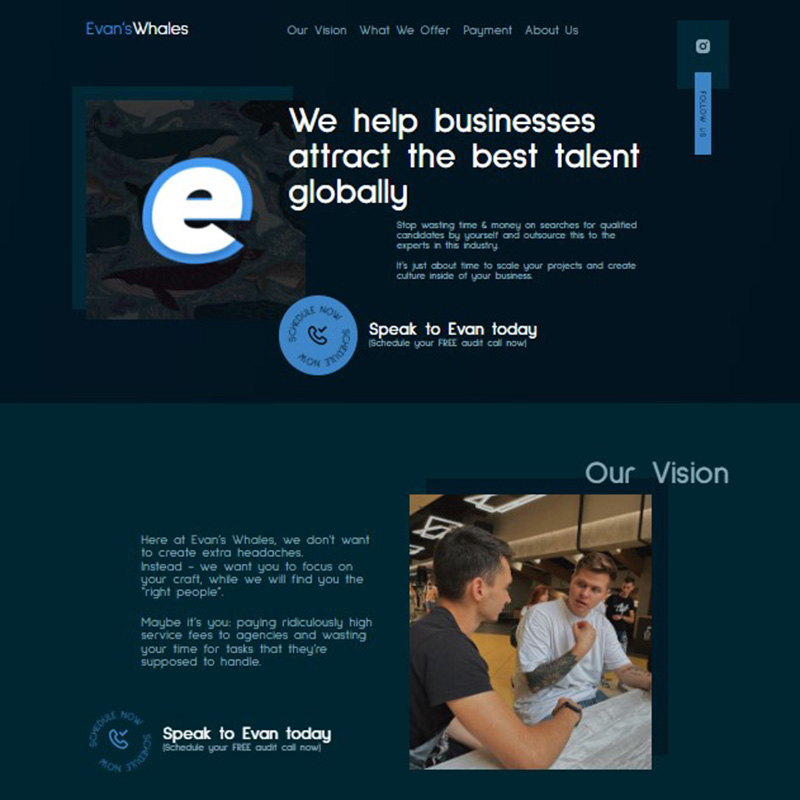 Evan'sWhales
Our Vision What We Offer Payment About Us
FOLLOW US
We help businesses
attract the best talent
globally
e
Stop wasting time & money on searches for qualified
candidates by yourself and outsource this to the
experts in this industry.
It's just about time to scale your projects and create
culture inside of your business.
SCHEDULE NOW SCHEDULE NOW
Speak to Evan today
(Schedule your FREE audit call now)
Our Vision
Here at Evan's Whales, we don't want
to create extra headaches.
Instead - we want you to focus on
your craft, while we will find you the
"right people".
Maybe it's you: paying ridiculously high
service fees to agencies and wasting
your time for tasks that they're
supposed to handle.
SCHEDULE NOW SCHEDULE NOW
Speak to Evan today
(Schedule your FREE audit call now)